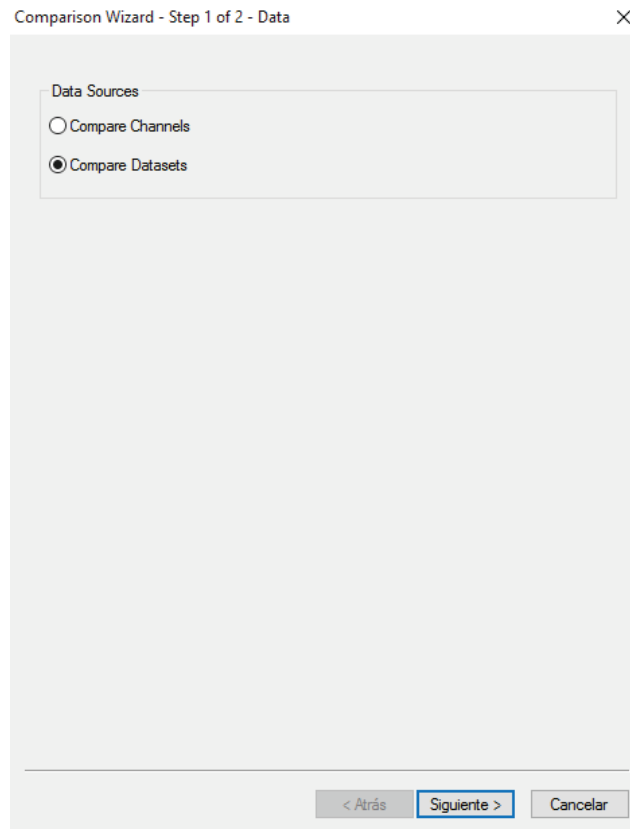 Comparison Wizard - Step 1 of 2 - Data
Data Sources
Compare Channels
Compare Datasets
< Atrás Siguiente > Cancelar